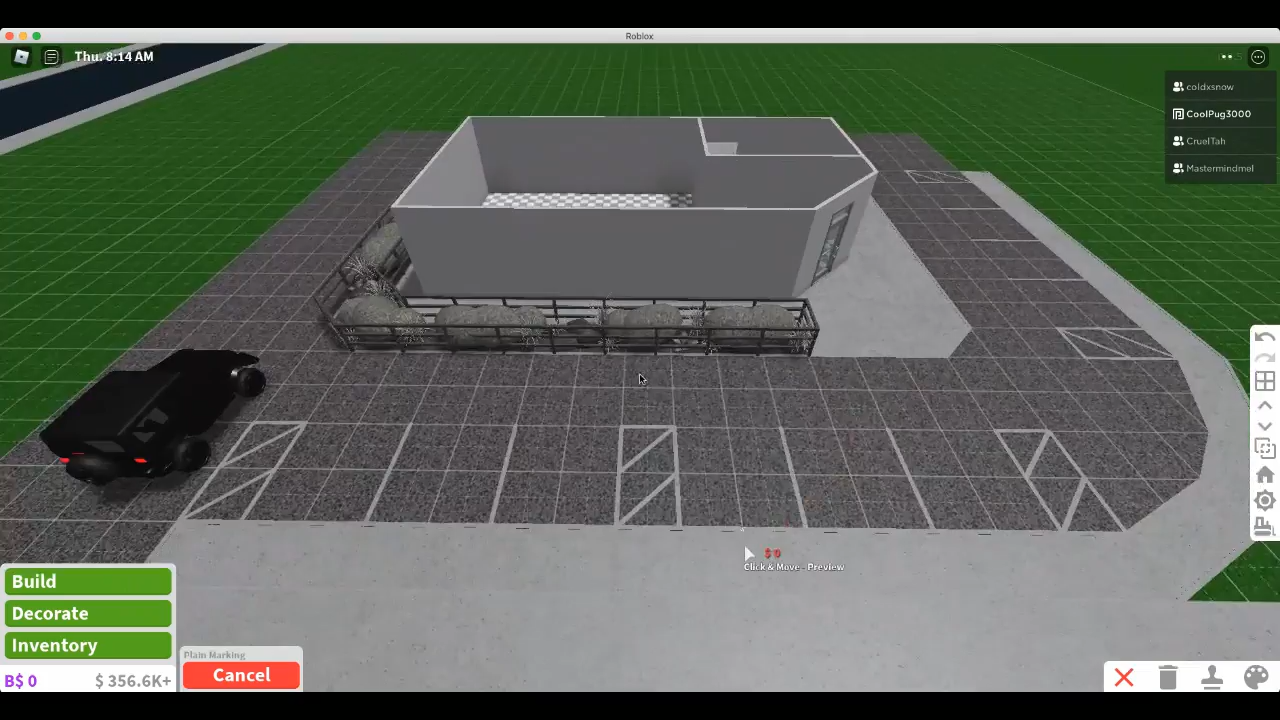 Roblox
Thu. 8:14 AM
coldxsnow
CoolPug3000
CruelTah
Mastermindmel
$ 0
Click & Move - Preview
Build
Decorate
Inventory
B$ 0
$ 356.6K+
Plain Marking
Cancel